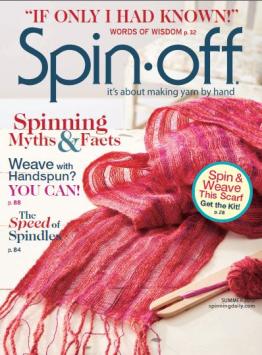 "IF ONLY I HAD KNOWN!"
WORDS OF WISDOM p. 32
Spin·off
it's about making yarn by hand
Spinning
Myths & Facts
Weave with
Handspun?
YOU CAN!
p. 88
The
Speed of
Spindles
p. 84
Spin &
Weave
This Scarf
Get the Kit!
p.28
SUMMER
spinningdaily.com